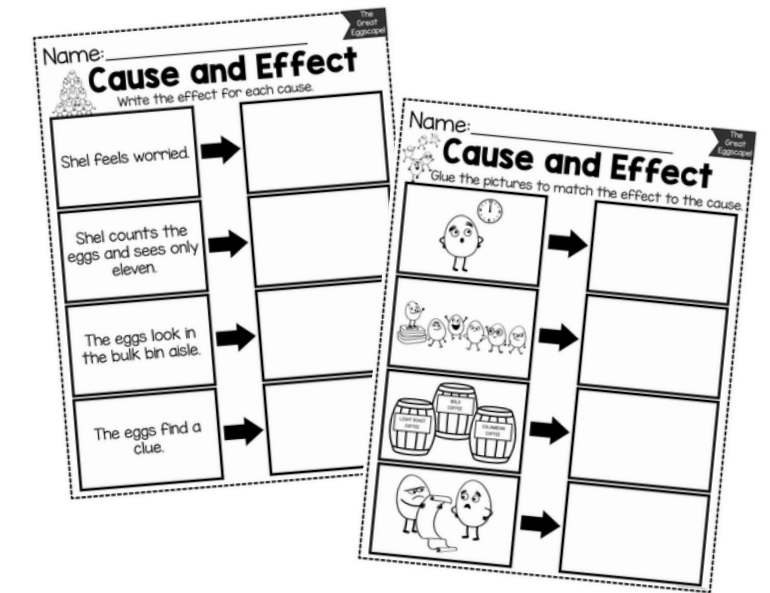 The
Great
Eggscape!
Name:
Cause and Effect
Write the effect for each cause.
Shel feels worried.
Shel counts the
eggs and sees only
eleven.
The eggs look in
the bulk bin aisle.
The eggs find a
clue.
The
Great
Eggscape!
Name:
Cause and Effect
Glue the pictures to match the effect to the cause.
LIGHT ROAST
COFFEE
BOLD
COFFEE
COLOMBIAN
COFFEE